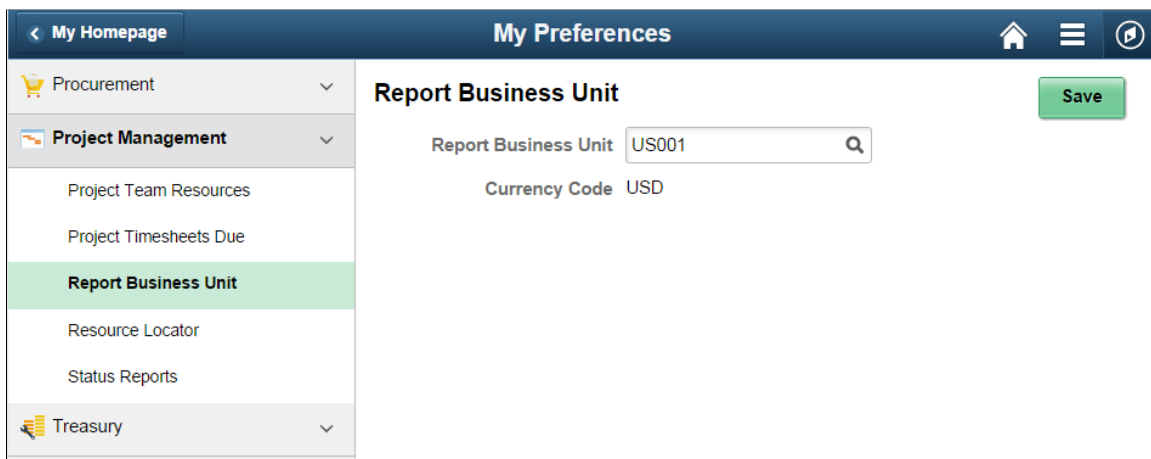 My Homepage
My Preferences
Procurement
Project Management
Project Team Resources
Project Timesheets Due
Report Business Unit
Resource Locator
Status Reports
Treasury
Report Business Unit
Save
Report Business Unit US001
Currency Code USD